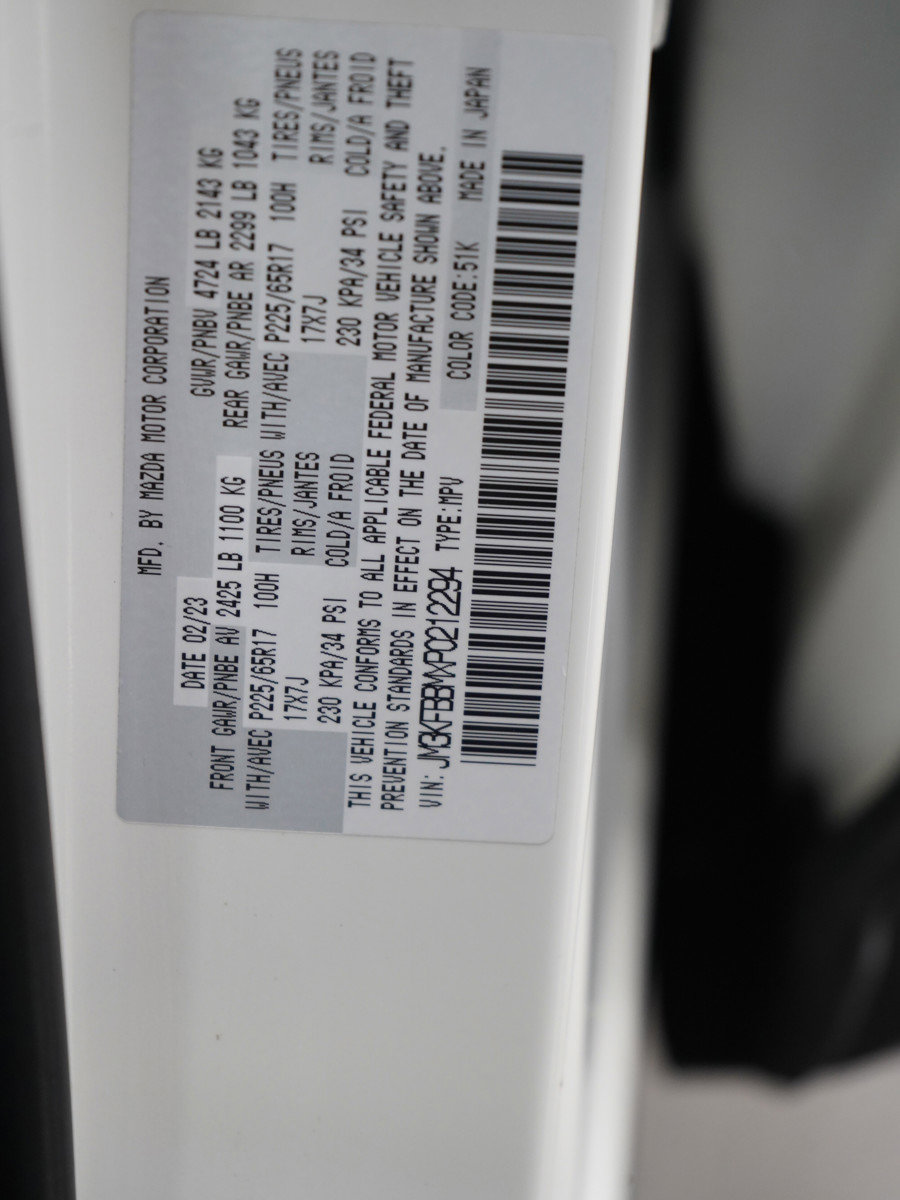 MFD. BY MAZDA MOTOR CORPORATION
DATE 02/23 GVWR/PNBV 4724 LB 2143 KG
FRONT GAWR/PNBE AV 2425 LB 1100 KG REAR GAWR/PNBE AR 2299 LB 1043 KG
WITH/AVEC P225/65R17 100H TIRES/PNEUS WITH/AVEC P225/65R17 100H TIRES/PNEUS
17X7J RIMS/JANTES 17X7J RIMS/JANTES
230 KPA/34 PSI COLD/A FROID 230 KPA/34 PSI COLD/A FROID
THIS VEHICLE CONFORMS TO ALL APPLICABLE FEDERAL MOTOR VEHICLE SAFETY AND THEFT
PREVENTION STANDARDS IN EFFECT ON THE DATE OF MANUFACTURE SHOWN ABOVE.
VIN: JM3KFBBMXP0212294 TYPE:MPV COLOR CODE:51K MADE IN JAPAN